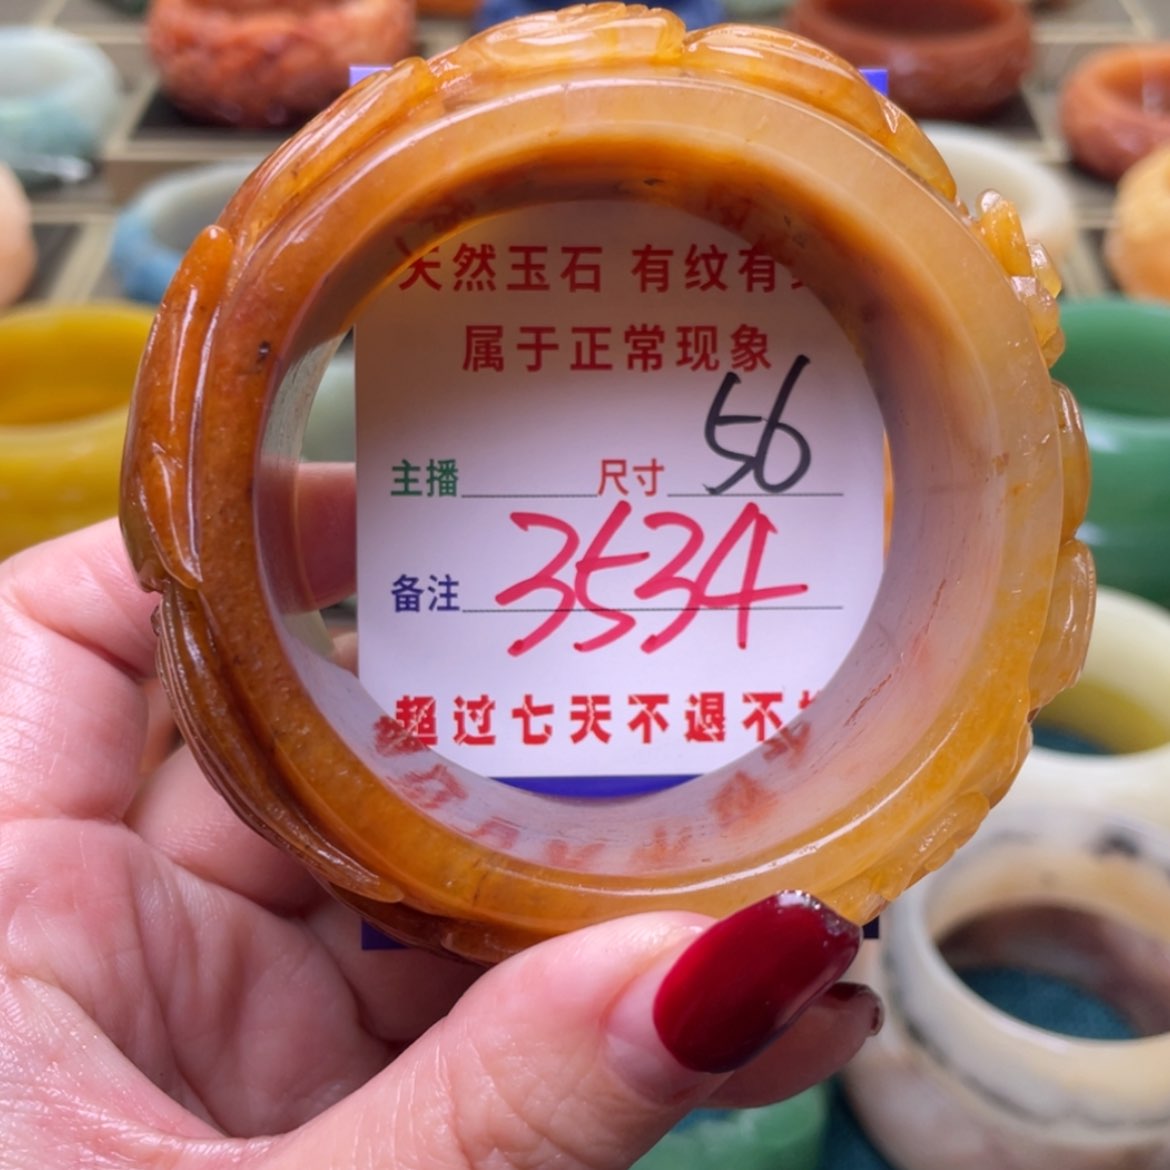 天然玉石 有纹有
属于正常现象
主播 尺寸 56
备注 3534
超过七天不退不